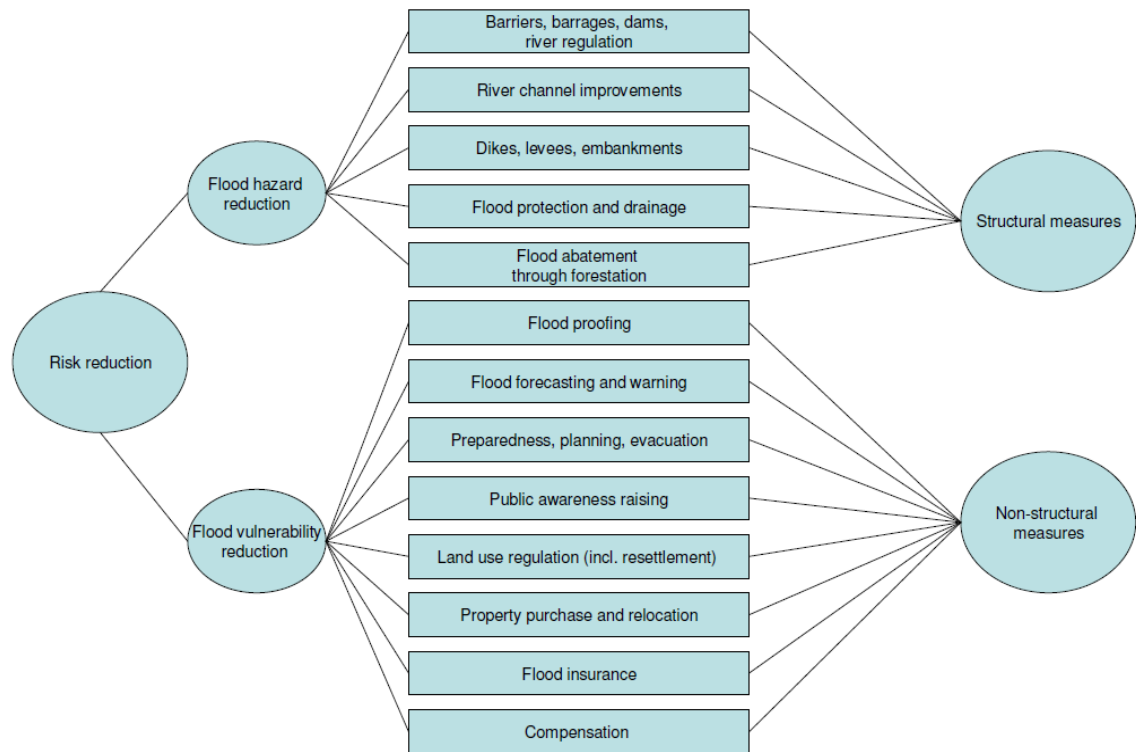 Barriers, barrages, dams,
river regulation
River channel improvements
Dikes, levees, embankments
Flood hazard
reduction
Flood protection and drainage
Structural measures
Flood abatement
through forestation
Flood proofing
Risk reduction
Flood forecasting and warning
Preparedness, planning, evacuation
Public awareness raising
Non-structural
measures
Flood vulnerability
reduction
Land use regulation (incl. resettlement)
Property purchase and relocation
Flood insurance
Compensation